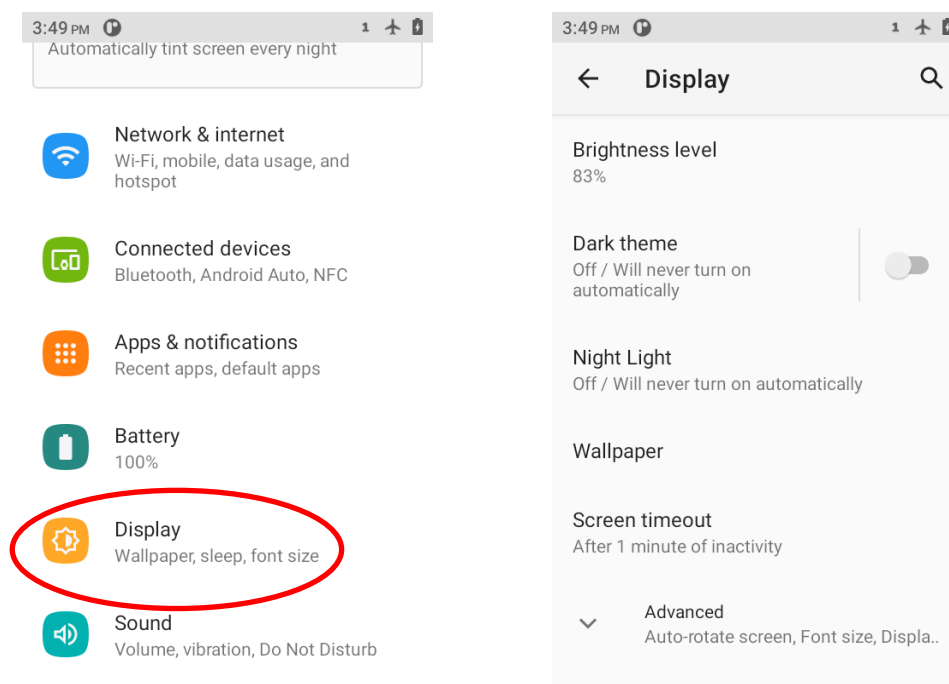 3:49 PM 1
Automatically tint screen every night
Network & internet
Wi-Fi, mobile, data usage, and
hotspot
Connected devices
Bluetooth, Android Auto, NFC
Apps & notifications
Recent apps, default apps
Battery
100%
Display
Wallpaper, sleep, font size
Sound
Volume, vibration, Do Not Disturb
3:49 PM 1
Display
Brightness level
83%
Dark theme
Off / Will never turn on
automatically
Night Light
Off / Will never turn on automatically
Wallpaper
Screen timeout
After 1 minute of inactivity
Advanced
Auto-rotate screen, Font size, Displa..